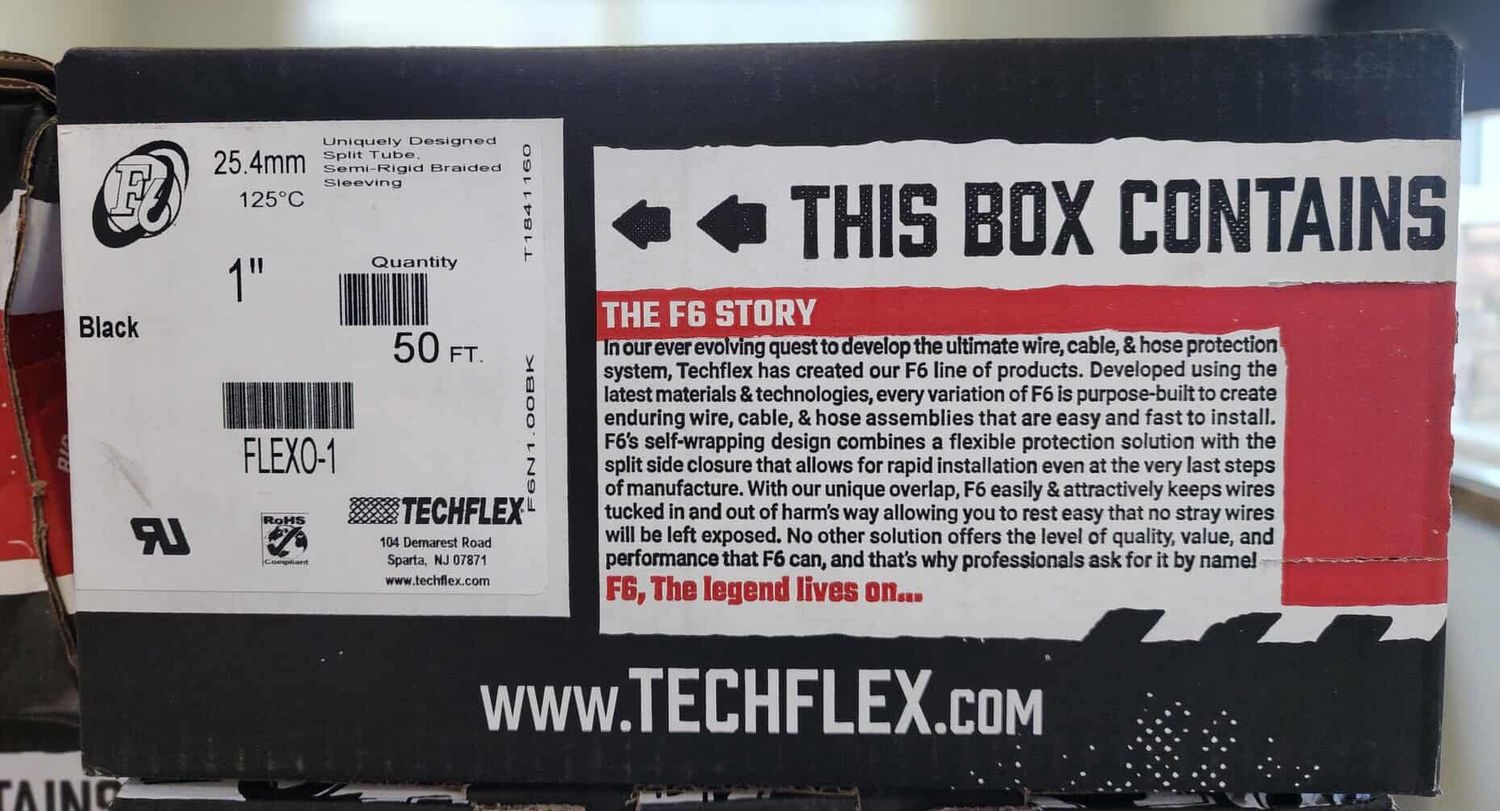 F6
25.4mm
125°C
Uniquely Designed
Split Tube,
Semi-Rigid Braided
Sleeving
T1841160
1"
Quantity
Black
50 FT.
FLEXO-1
F6N1.00BK
RU
RoHS
Compliant
TECHFLEX
104 Demarest Road
Sparta, NJ 07871
www.techflex.com
THIS BOX CONTAINS
THE F6 STORY
In our ever evolving quest to develop the ultimate wire, cable, & hose protection
system, Techflex has created our F6 line of products. Developed using the
latest materials & technologies, every variation of F6 is purpose-built to create
enduring wire, cable, & hose assemblies that are easy and fast to install.
F6's self-wrapping design combines a flexible protection solution with the
split side closure that allows for rapid installation even at the very last steps
of manufacture. With our unique overlap, F6 easily & attractively keeps wires
tucked in and out of harm's way allowing you to rest easy that no stray wires
will be left exposed. No other solution offers the level of quality, value, and
performance that F6 can, and that's why professionals ask for it by name!
F6, The legend lives on...
WWW.TECHFLEX.COM
TAINS